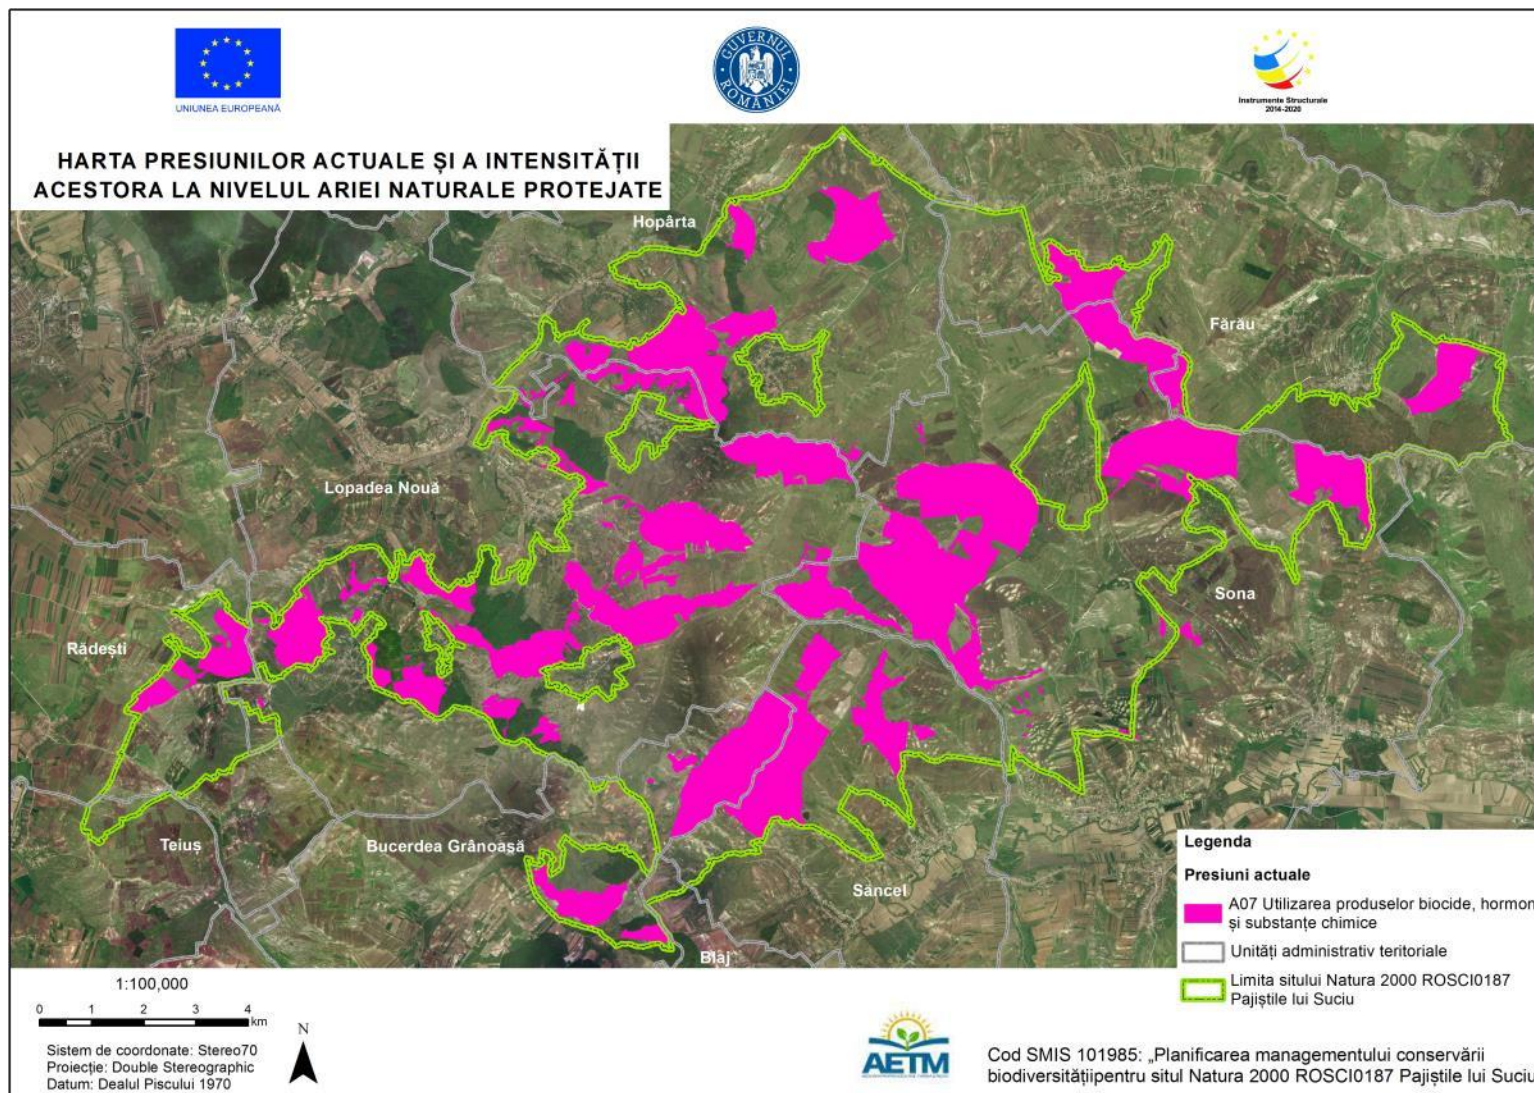 UNIUNEA EUROPEANĂ
GUVERNUL ROMÂNIEI
Instrumente Structurale
2014-2020
HARTA PRESIUNILOR ACTUALE ȘI A INTENSITĂȚII
ACESTORA LA NIVELUL ARIEI NATURALE PROTEJATE
Hopârta
Fărău
Lopadea Nouă
Sona
Rădești
Teiuș
Bucerdea Grânoașă
Sâncel
Blaj
Legenda
Presiuni actuale
A07 Utilizarea produselor biocide, hormon
și substanțe chimice
Unități administrativ teritoriale
Limita sitului Natura 2000 ROSCI0187
Pajiștile lui Suciu
1:100,000
0 1 2 3 4
km
N
Sistem de coordonate: Stereo70
Proiecție: Double Stereographic
Datum: Dealul Piscului 1970
AETM
Cod SMIS 101985: „Planificarea managementului conservării
biodiversitățiipentru situl Natura 2000 ROSCI0187 Pajiștile lui Suciu